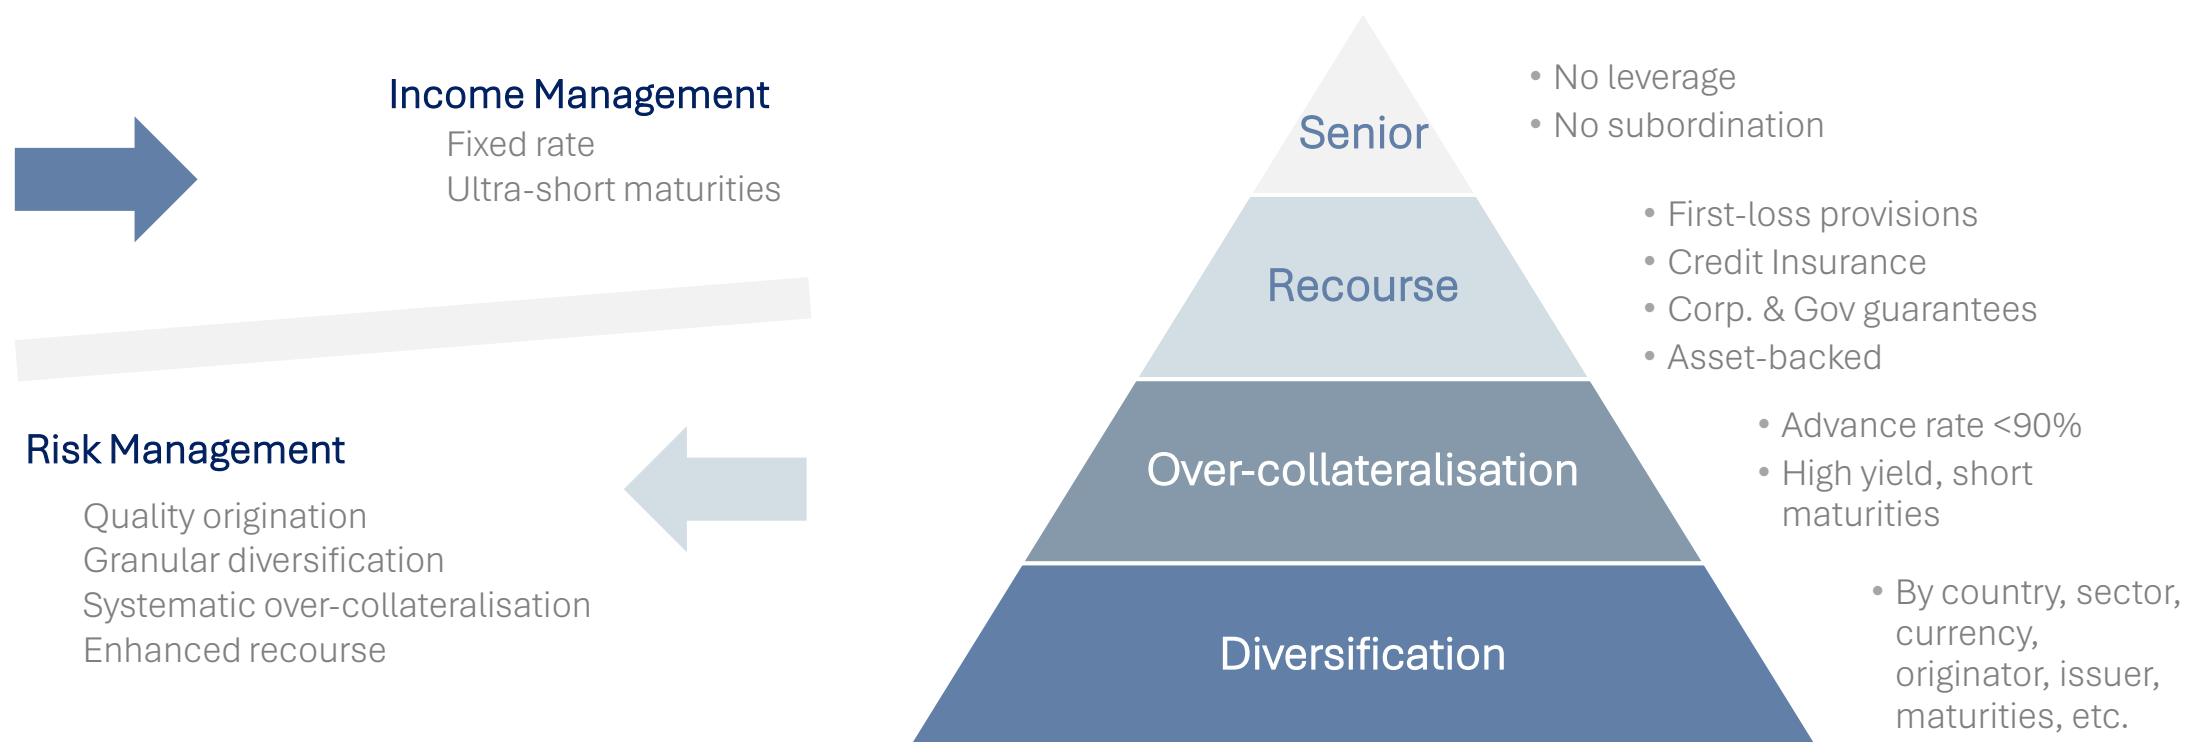 Income Management
Fixed rate
Ultra-short maturities
Risk Management
Quality origination
Granular diversification
Systematic over-collateralisation
Enhanced recourse
Senior
• No leverage
• No subordination
Recourse
• First-loss provisions
• Credit Insurance
• Corp. & Gov guarantees
• Asset-backed
Over-collateralisation
• Advance rate <90%
• High yield, short
maturities
Diversification
• By country, sector,
currency,
originator, issuer,
maturities, etc.